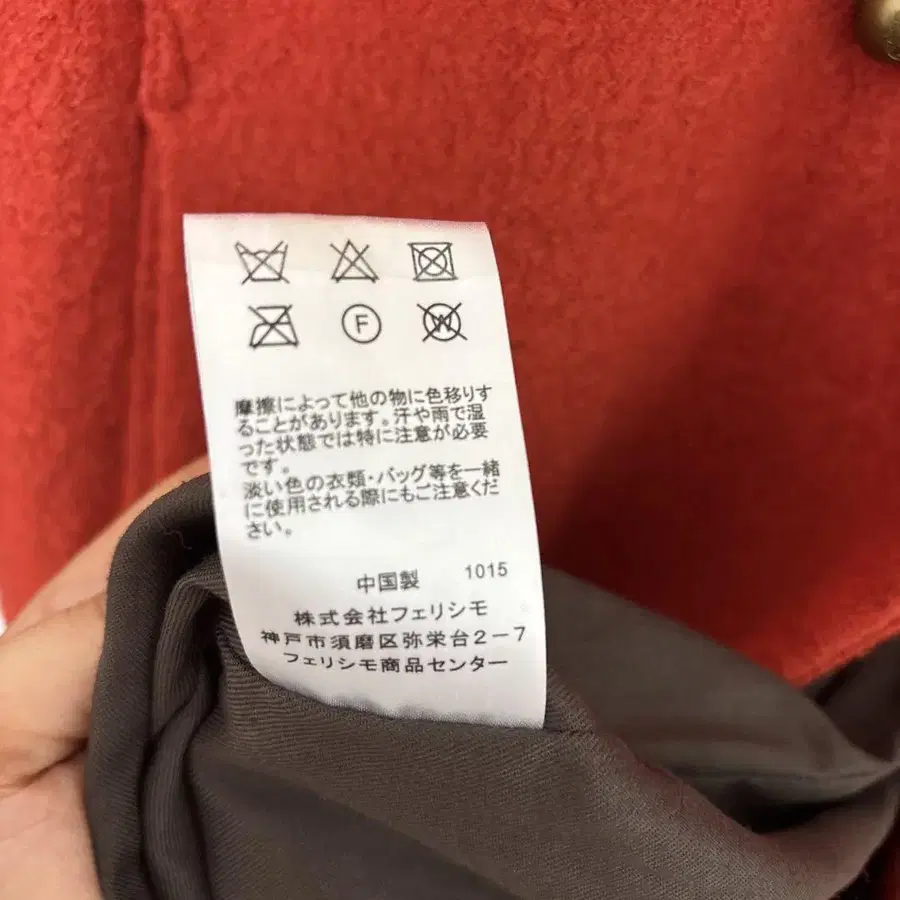 F W
摩擦によって他の物に色移りす
ることがあります。汗や雨で湿
った状態では特に注意が必要
です。
淡い色の衣類・バッグ等を一緒
に使用される際にもご注意くだ
さい。
中国製 1015
株式会社フェリシモ
神戸市須磨区弥栄台2-7
フェリシモ商品センター